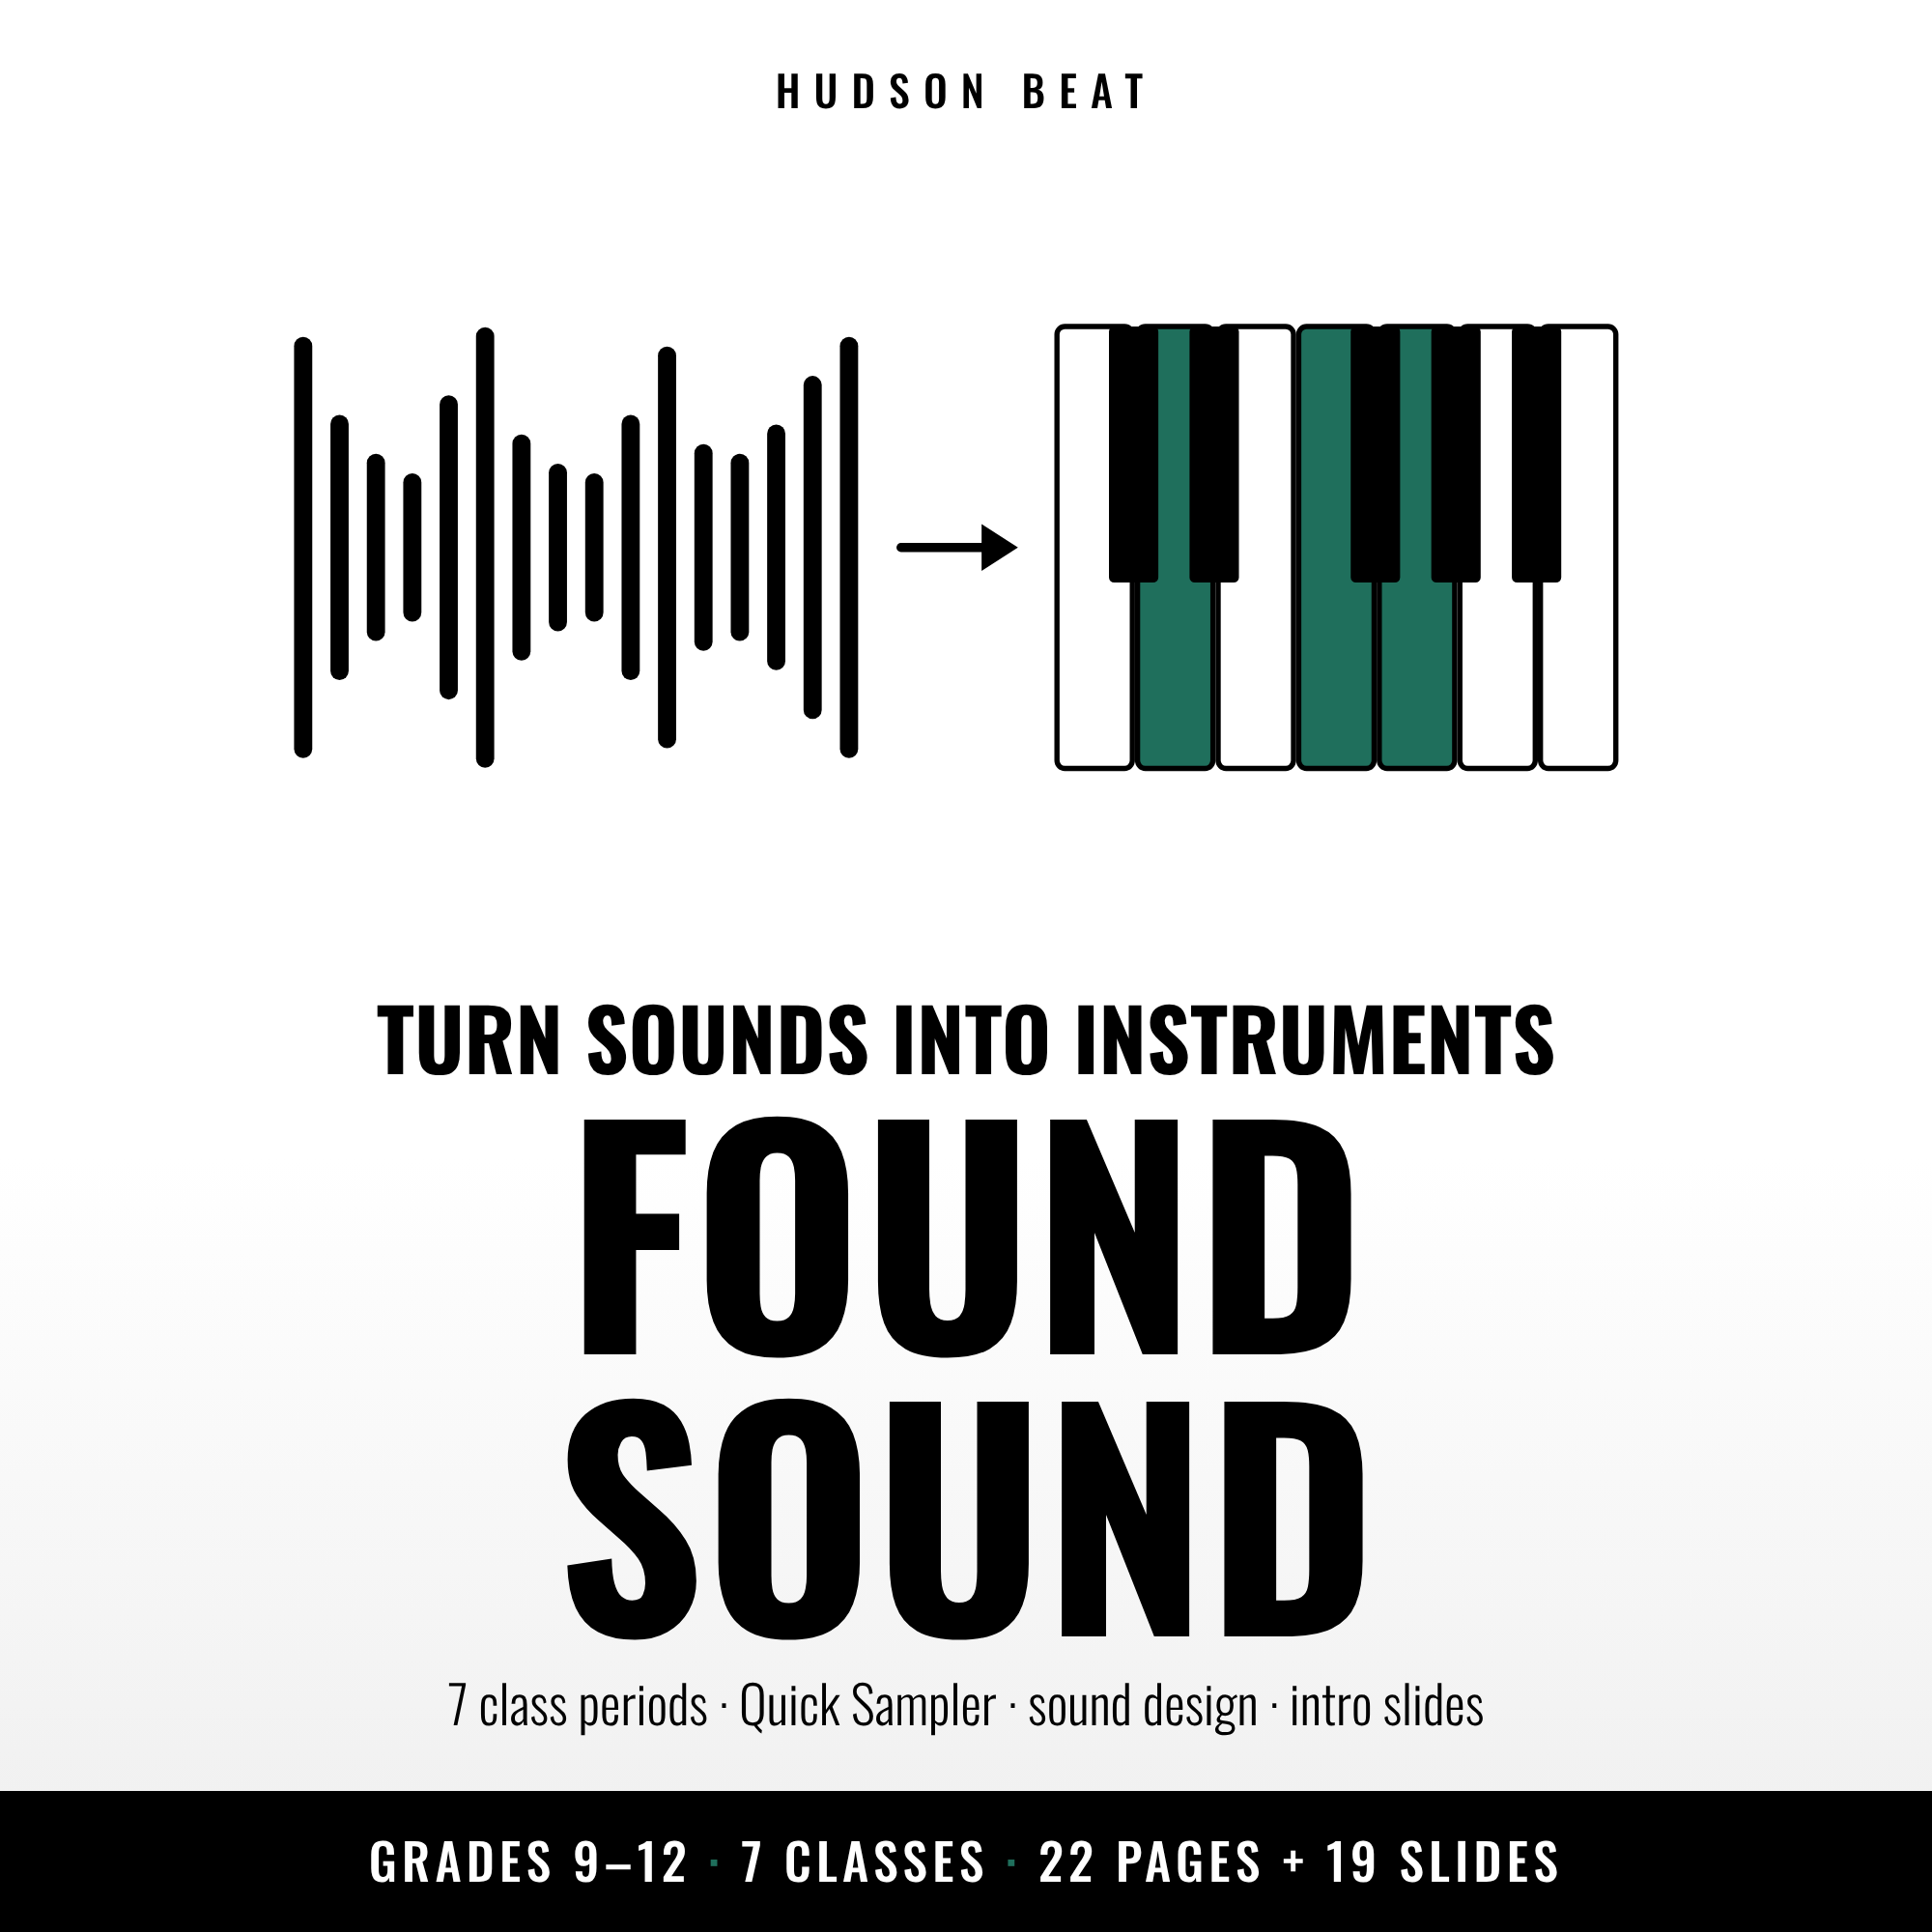 HUDSON BEAT
TURN SOUNDS INTO INSTRUMENTS
FOUND
SOUND
7 class periods · Quick Sampler · sound design · intro slides
GRADES 9–12 · 7 CLASSES · 22 PAGES + 19 SLIDES